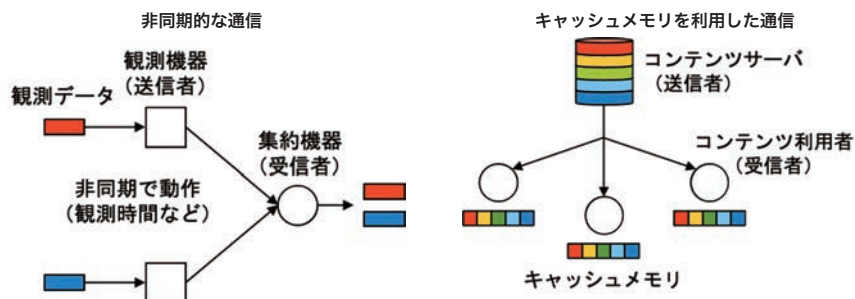 非同期的な通信
観測機器
(送信者)
観測データ
集約機器
(受信者)
非同期で動作
(観測時間など)
キャッシュメモリを利用した通信
コンテンツサーバ
(送信者)
コンテンツ利用者
(受信者)
キャッシュメモリ